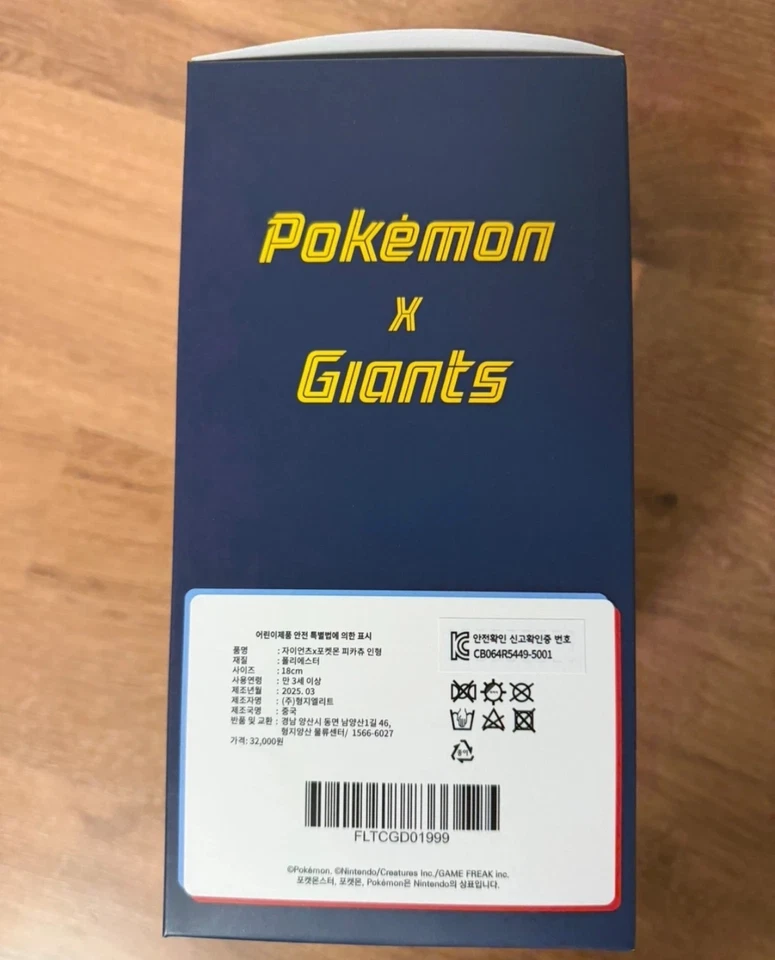 Pokémon
x
Giants
어린이제품 안전 특별법에 의한 표시
품명 : 자이언츠x포켓몬 피카츄 인형
재질 : 폴리에스터
사이즈 : 18cm
사용연령 : 만 3세 이상
제조년월 : 2025. 03
제조자명 : (주)형지엘리트
제조국명 : 중국
반품 및 교환 : 경남 양산시 동면 남양산1길 46,
형지양산 물류센터/ 1566-6027
가격: 32,000원
안전확인 신고확인증 번호
CB064R5449-5001
종이
FLTCGD01999
©Pokémon. ©Nintendo/Creatures Inc./GAME FREAK inc.
포켓몬스터, 포켓몬, Pokémon은 Nintendo의 상표입니다.